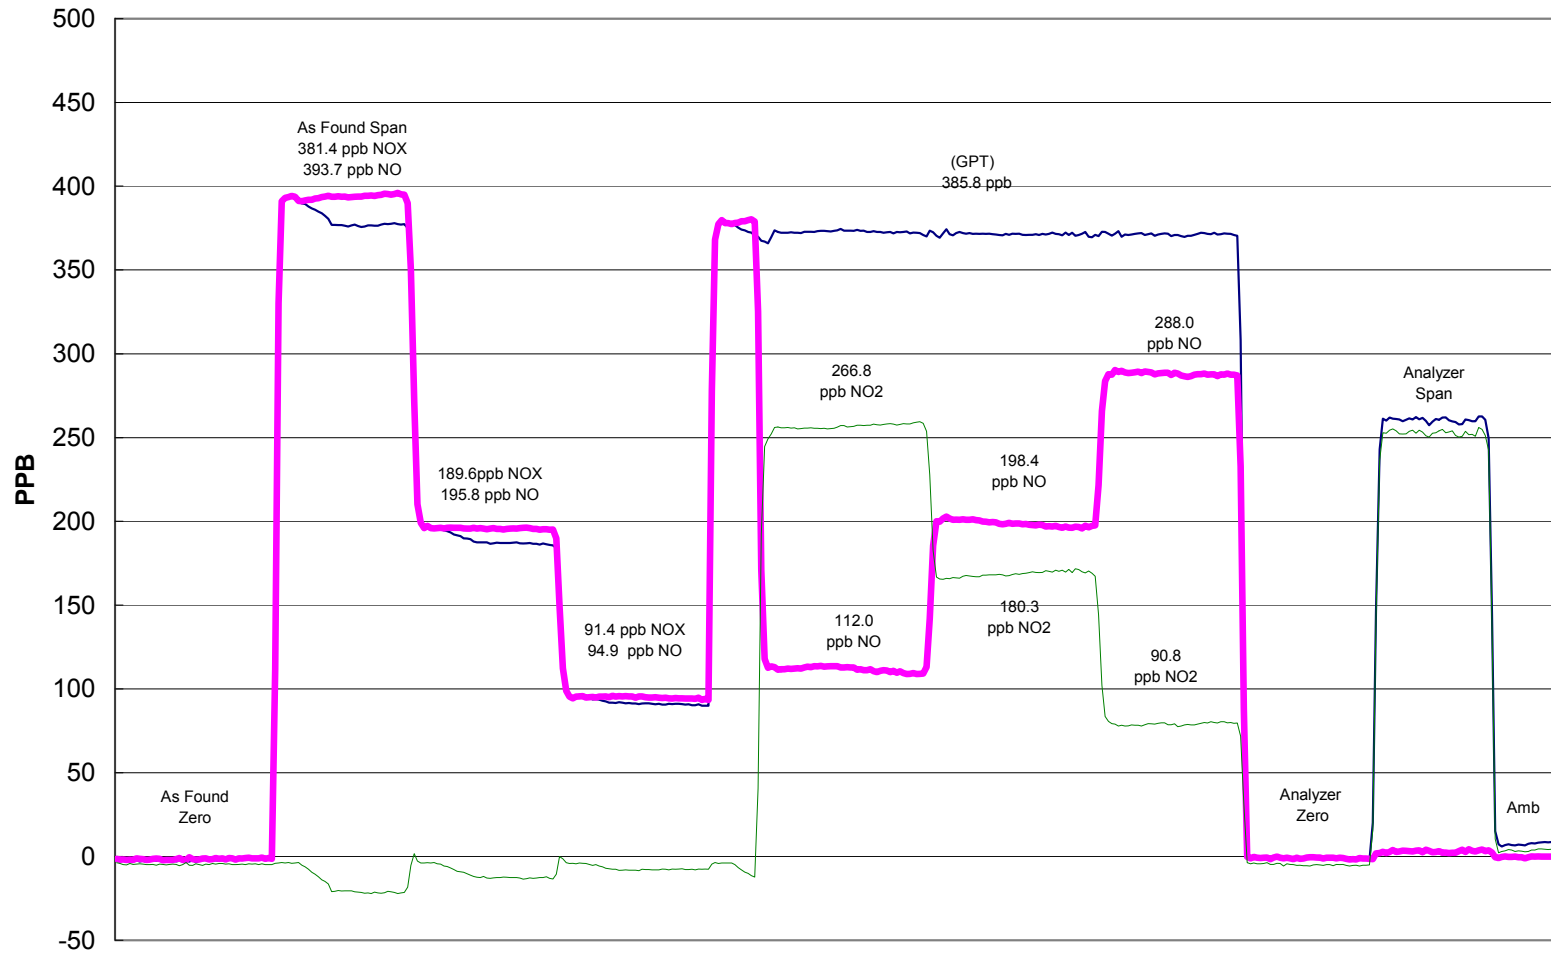 500
450
400
350
300
250
200
150
100
50
0
-50
PPB
As Found Span
381.4 ppb NOX
393.7 ppb NO
(GPT)
385.8 ppb
288.0
ppb NO
266.8
ppb NO2
Analyzer
Span
189.6ppb NOX
195.8 ppb NO
198.4
ppb NO
91.4 ppb NOX
94.9 ppb NO
112.0
ppb NO
180.3
ppb NO2
90.8
ppb NO2
As Found
Zero
Analyzer
Zero
Amb